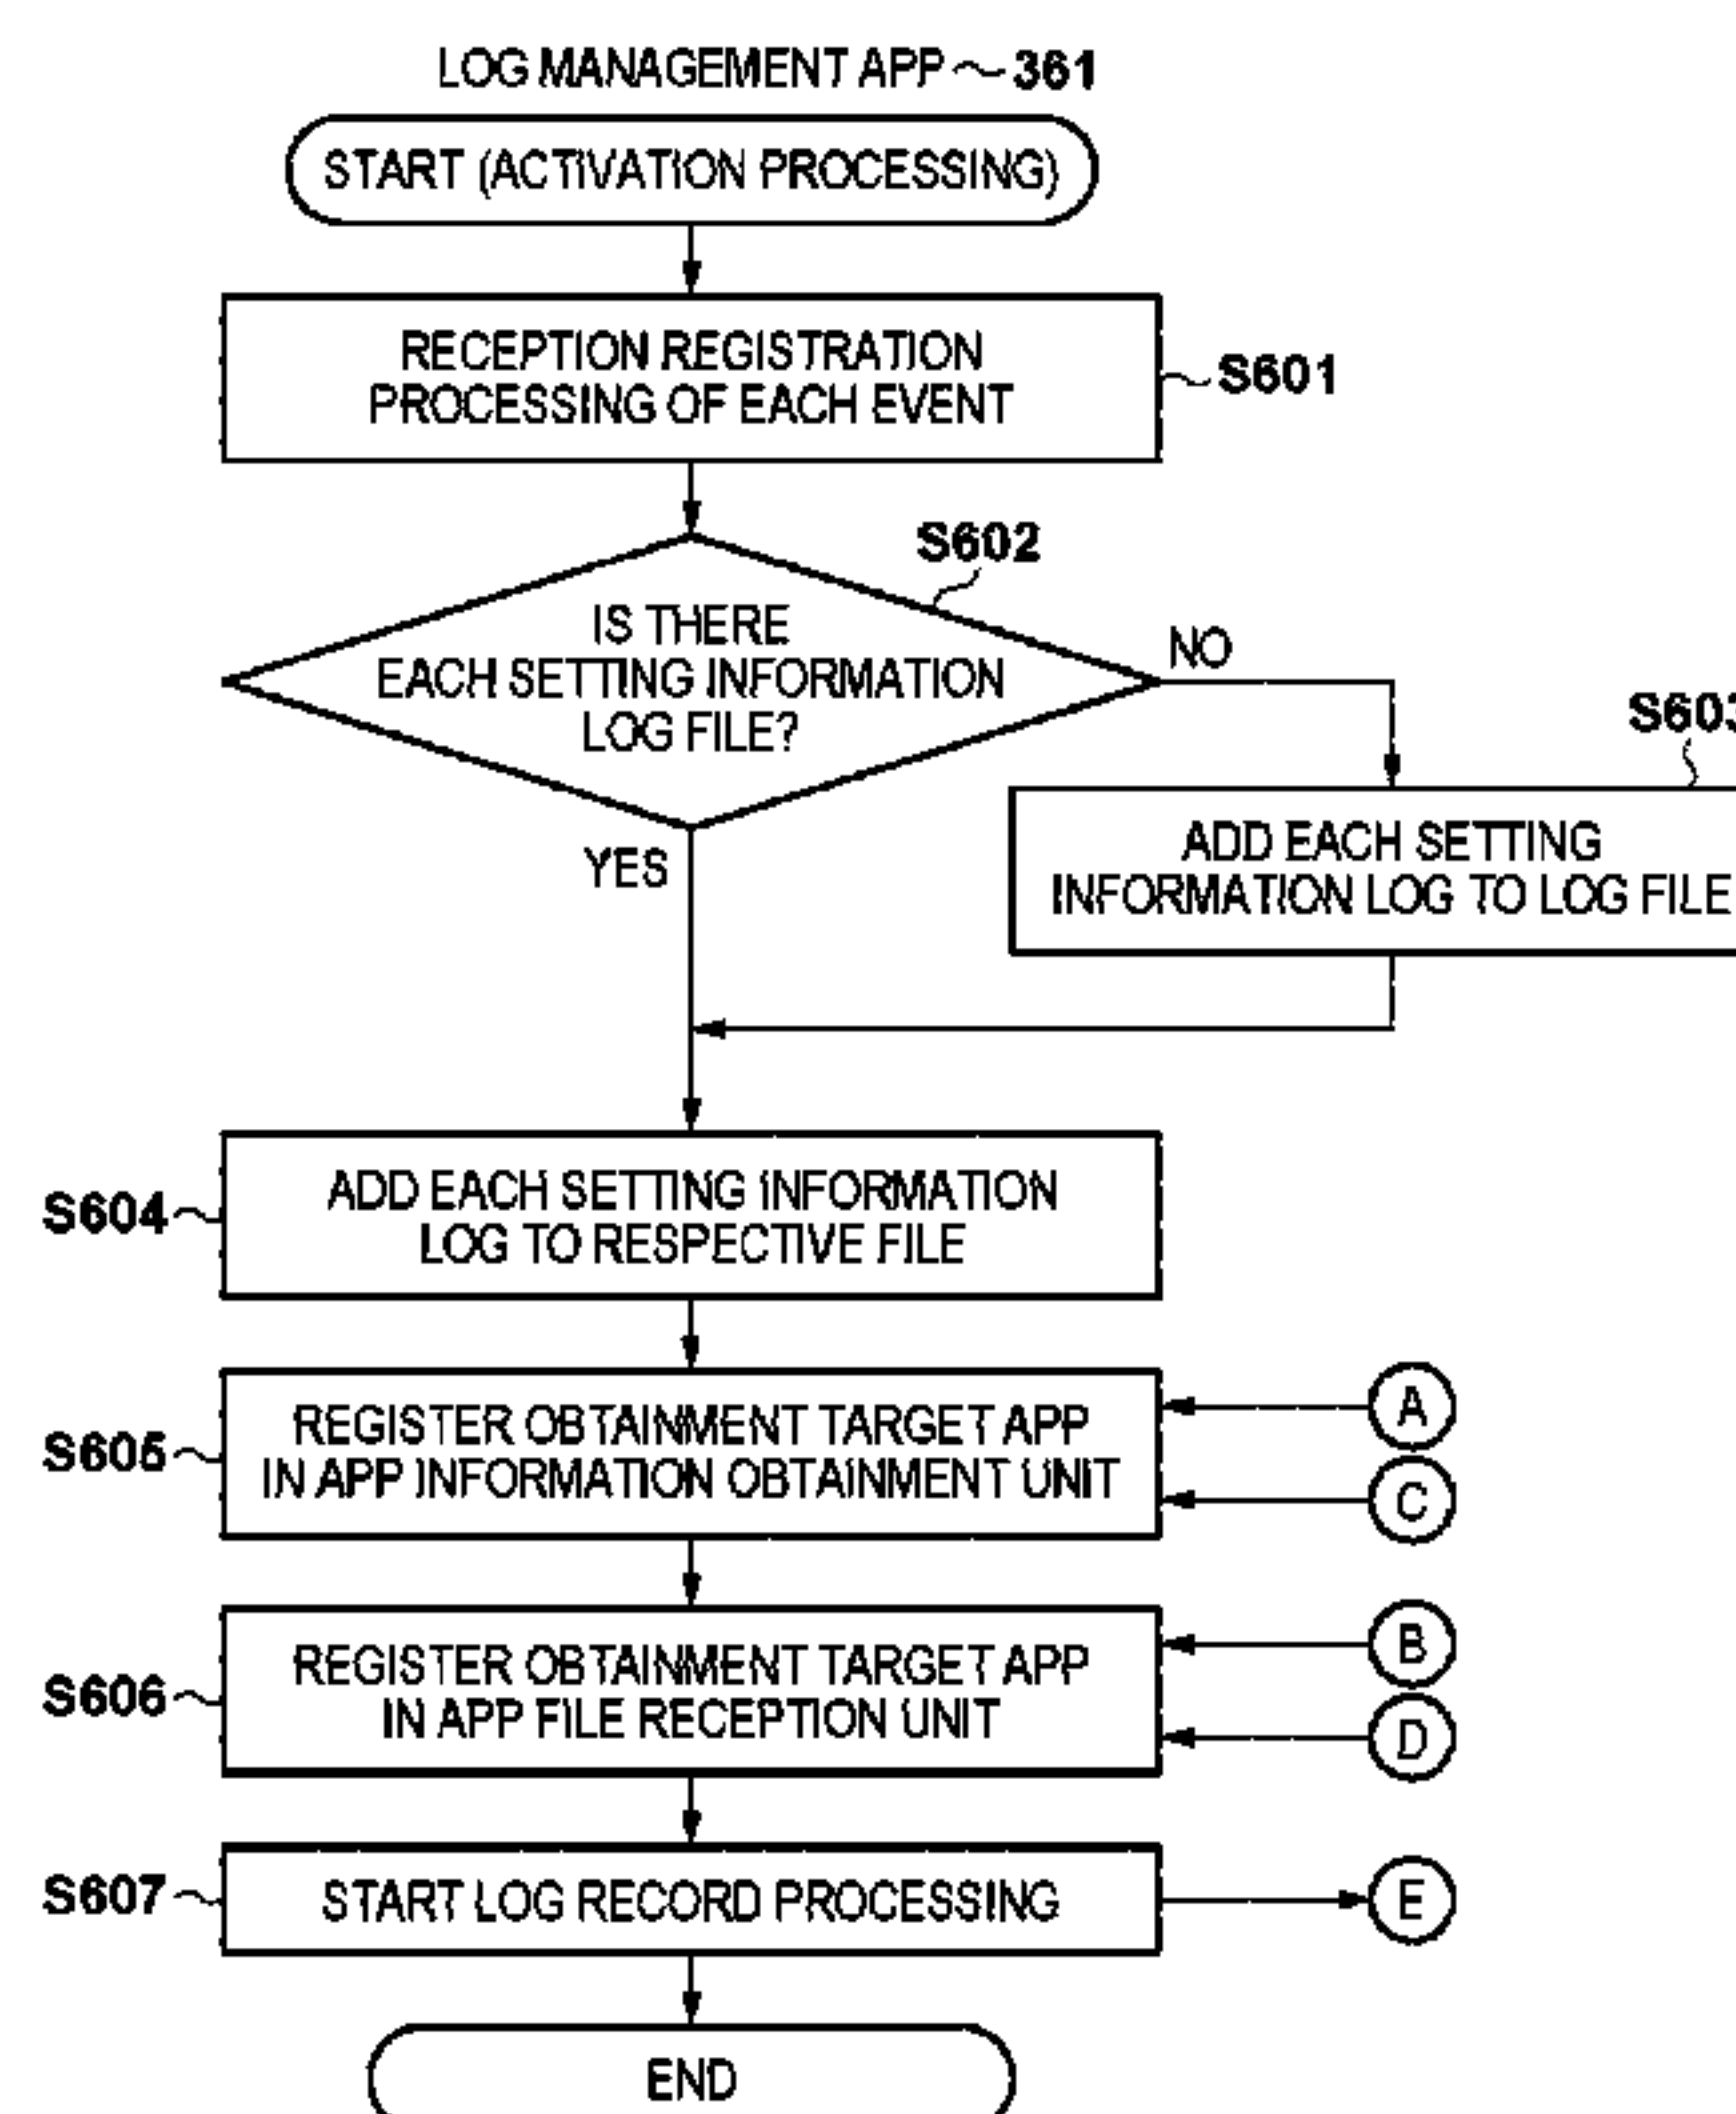 LOG MANAGEMENT APP 361
START (ACTIVATION PROCESSING)
RECEPTION REGISTRATION
PROCESSING OF EACH EVENT
S601
S602
IS THERE
EACH SETTING INFORMATION
LOG FILE?
NO
YES
S603
ADD EACH SETTING
INFORMATION LOG TO LOG FILE
S604
ADD EACH SETTING INFORMATION
LOG TO RESPECTIVE FILE
S605
REGISTER OBTAINMENT TARGET APP
IN APP INFORMATION OBTAINMENT UNIT
A
C
S606
REGISTER OBTAINMENT TARGET APP
IN APP FILE RECEPTION UNIT
B
D
S607
START LOG RECORD PROCESSING
E
END